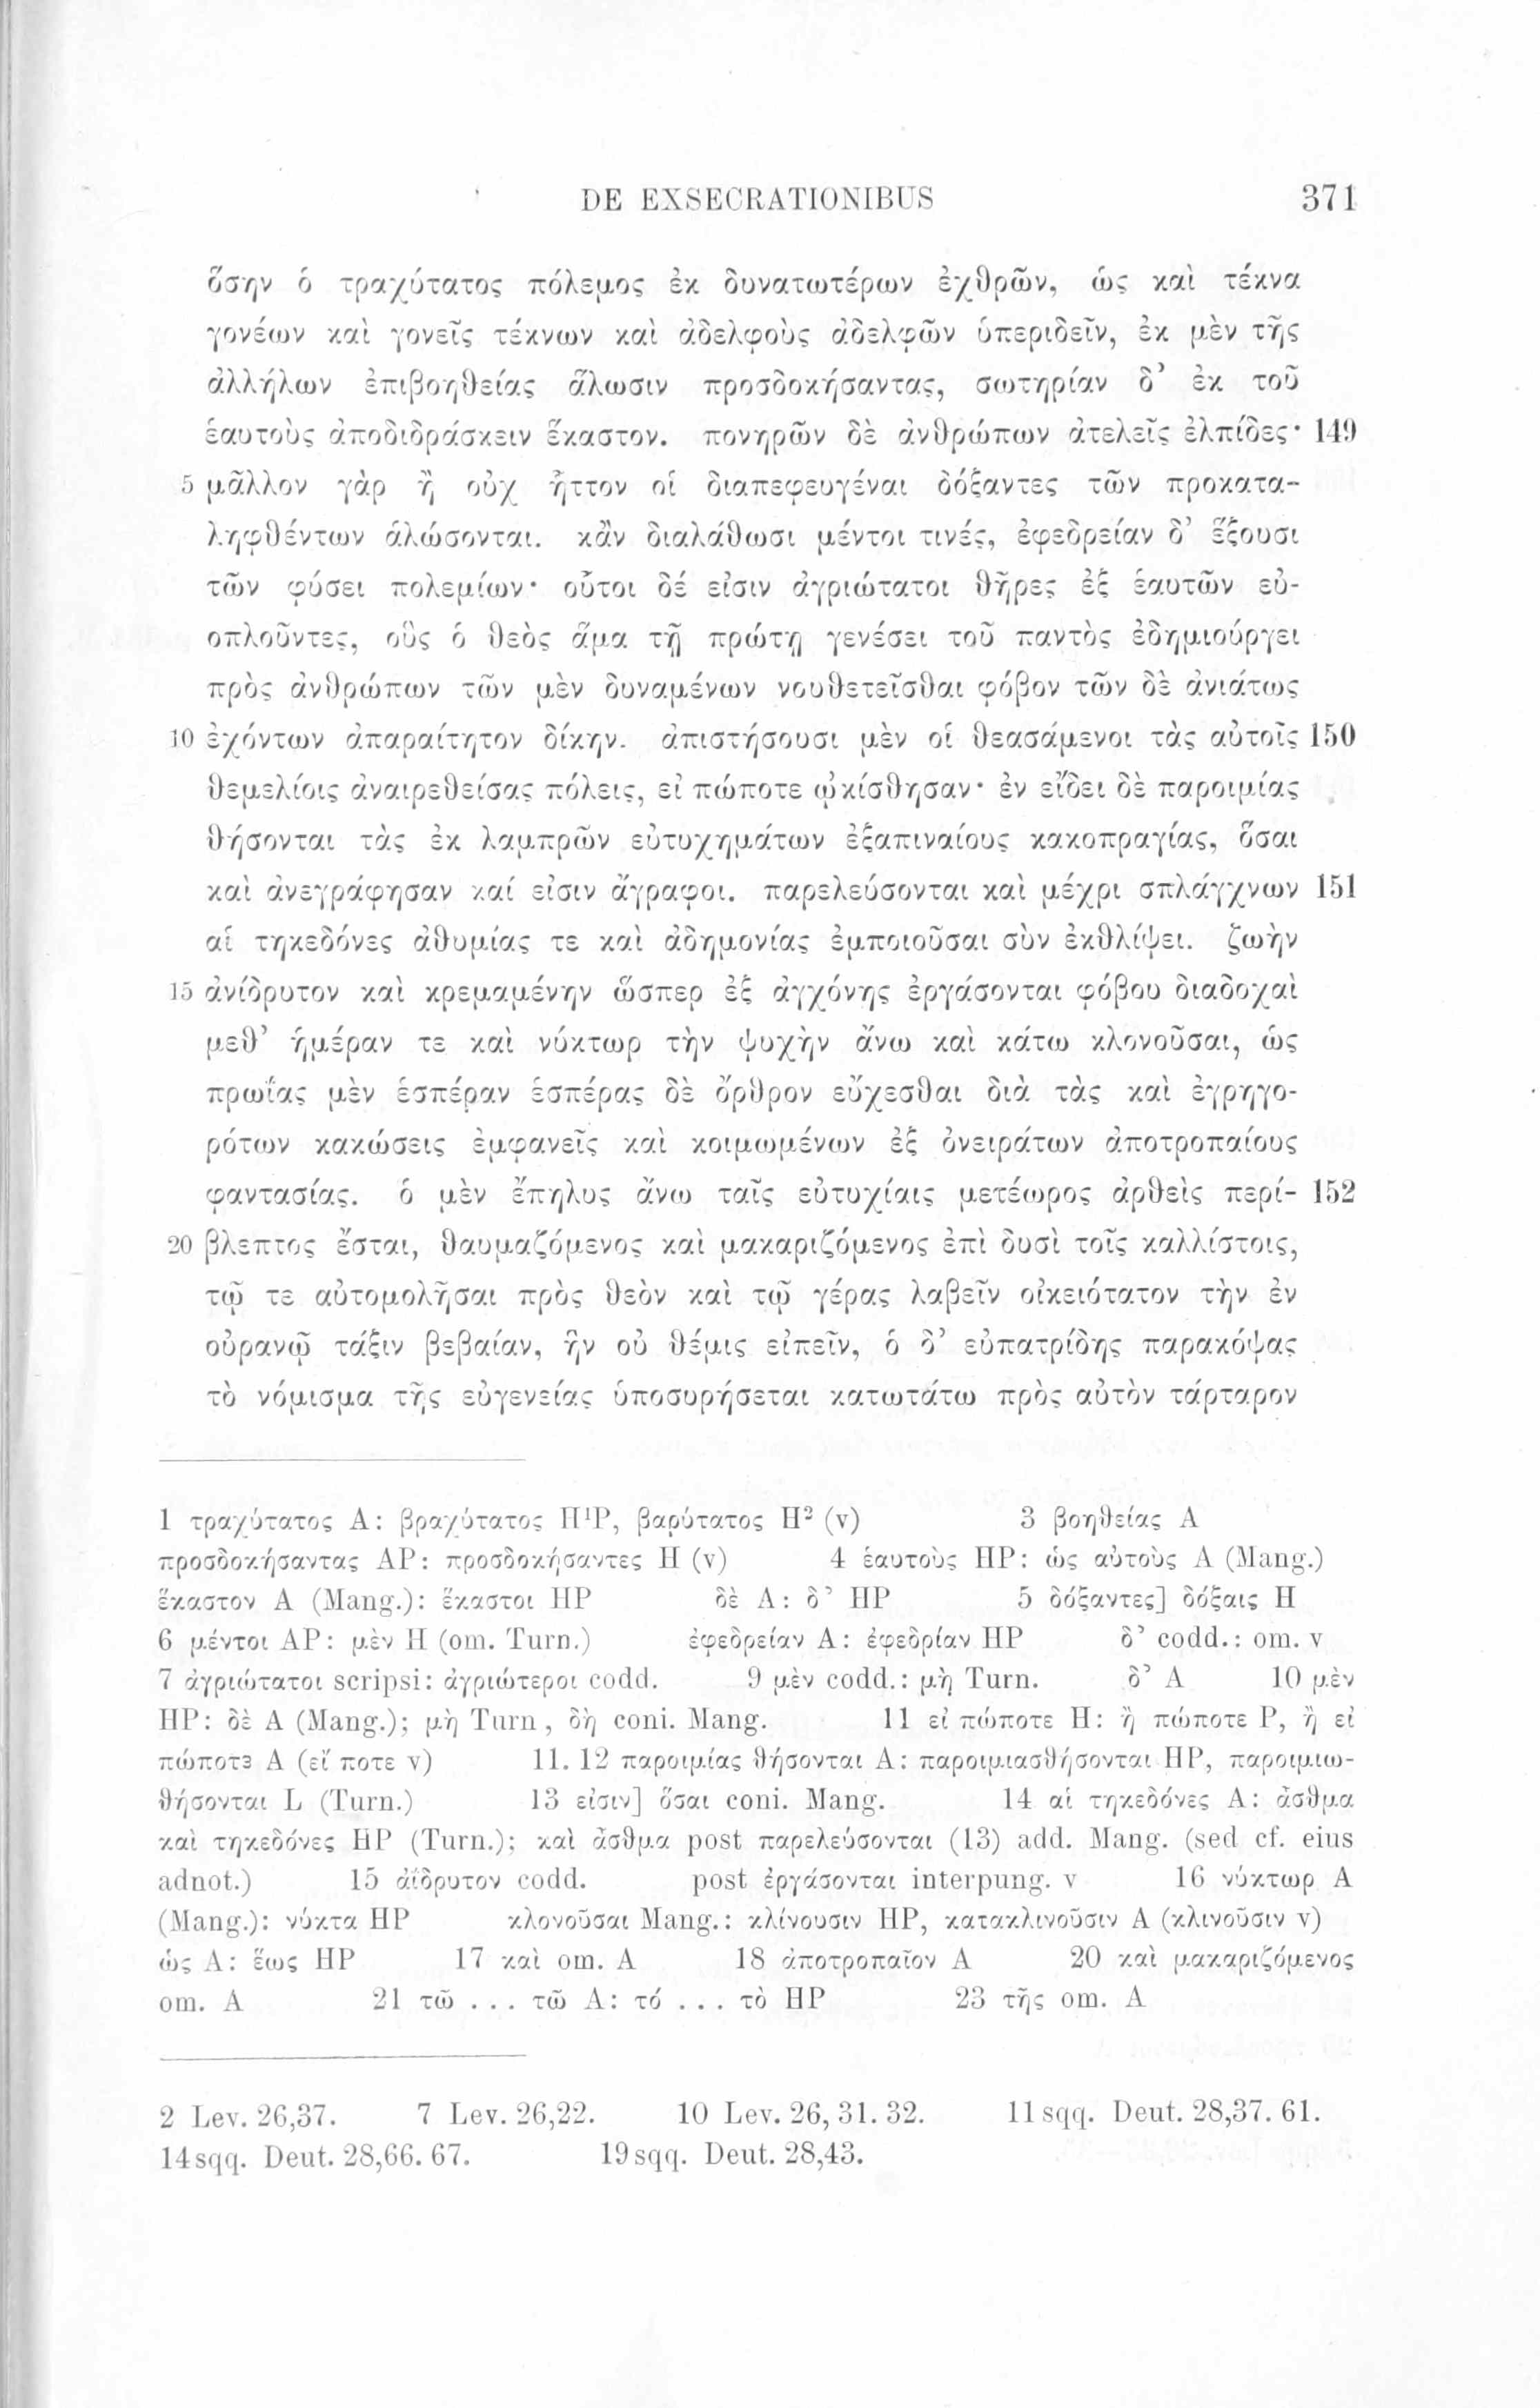 DE EXSECRATIONIBUS 371
ὅσην ὁ τραχύτατος πόλεμος ἐκ δυνατωτέρων ἐχθρῶν, ὡς καὶ τέκνα
γονέων καὶ γονεῖς τέκνων καὶ ἀδελφοὺς ἀδελφῶν ὑπεριδεῖν, ἐκ μὲν τῆς
ἀλλήλων ἐπιβοηθείας ἅλωσιν προσδοκήσαντας, σωτηρίαν δ’ ἐκ τοῦ
ἑαυτοὺς ἀποδιδράσκειν ἕκαστον. πονηρῶν δὲ ἀνθρώπων ἀτελεῖς ἐλπίδες· 149
5 μᾶλλον γὰρ ἢ οὐχ ἧττον οἱ διαπεφευγέναι δόξαντες τῶν προκατα-
ληφθέντων ἁλώσονται. κἂν διαλάθωσι μέντοι τινές, ἐφεδρείαν δ’ ἕξουσι
τῶν φύσει πολεμίων· οὗτοι δέ εἰσιν ἀγριώτατοι θῆρες ἐξ ἑαυτῶν εὐ-
οπλοῦντες, οὓς ὁ θεὸς ἅμα τῇ πρώτῃ γενέσει τοῦ παντὸς ἐδημιούργει
πρὸς ἀνθρώπων τῶν μὲν δυναμένων νουθετεῖσθαι φόβον τῶν δὲ ἀνιάτως
10 ἐχόντων ἀπαραίτητον δίκην. ἀπιστήσουσι μὲν οἱ θεασάμενοι τὰς αὐτοῖς 150
θεμελίοις ἀναιρεθείσας πόλεις, εἰ πώποτε ᾠκίσθησαν· ἐν εἴδει δὲ παροιμίας
θήσονται τὰς ἐκ λαμπρῶν εὐτυχημάτων ἐξαπιναίους κακοπραγίας, ὅσαι
καὶ ἀνεγράφησαν καί εἰσιν ἄγραφοι. παρελεύσονται καὶ μέχρι σπλάγχνων 151
αἱ τηκεδόνες ἀθυμίας τε καὶ ἀδημονίας ἐμποιοῦσαι σὺν ἐκθλίψει. ζωὴν
15 ἀνίδρυτον καὶ κρεμαμένην ὥσπερ ἐξ ἀγχόνης ἐργάσονται φόβου διαδοχαὶ
μεθ’ ἡμέραν τε καὶ νύκτωρ τὴν ψυχὴν ἄνω καὶ κάτω κλονοῦσαι, ὡς
πρωΐας μὲν ἑσπέραν ἑσπέρας δὲ ὄρθρον εὔχεσθαι διὰ τὰς καὶ ἐγρηγο-
ρότων κακώσεις ἐμφανεῖς καὶ κοιμωμένων ἐξ ὀνειράτων ἀποτροπαίους
φαντασίας. ὁ μὲν ἔπηλυς ἄνω ταῖς εὐτυχίαις μετέωρος ἀρθεὶς περί- 152
20 βλεπτος ἔσται, θαυμαζόμενος καὶ μακαριζόμενος ἐπὶ δυσὶ τοῖς καλλίστοις,
τῷ τε αὐτομολῆσαι πρὸς θεὸν καὶ τῷ γέρας λαβεῖν οἰκειότατον τὴν ἐν
οὐρανῷ τάξιν βεβαίαν, ἣν οὐ θέμις εἰπεῖν, ὁ δ’ εὐπατρίδης παρακόψας
τὸ νόμισμα τῆς εὐγενείας ὑποσυρήσεται κατωτάτω πρὸς αὐτὸν τάρταρον
1 τραχύτατος A: βραχύτατος H¹P, βαρύτατος H² (v) 3 βοηθείας A
προσδοκήσαντας AP: προσδοκήσαντες H (v) 4 ἑαυτοὺς HP: ὡς αὐτοὺς A (Mang.)
ἕκαστον A (Mang.): ἕκαστοι HP δὲ A: δ’ HP 5 δόξαντες] δόξαις H
6 μέντοι AP: μὲν H (om. Turn.) ἐφεδρείαν A: ἐφεδρίαν HP δ’ codd.: om. v
7 ἀγριώτατοι scripsi: ἀγριώτεροι codd. 9 μὲν codd.: μὴ Turn. δ’ A 10 μὲν
HP: δὲ A (Mang.); μὴ Turn, δὴ coni. Mang. 11 εἰ πώποτε H: ἢ πώποτε P, ἢ εἰ
πώποτε A (εἴ ποτε v) 11. 12 παροιμίας θήσονται A: παροιμιασθήσονται HP, παροιμιω-
θήσονται L (Turn.) 13 εἰσιν] ὅσαι coni. Mang. 14 αἱ τηκεδόνες A: ἆσθμα
καὶ τηκεδόνες HP (Turn.); καὶ ἆσθμα post παρελεύσονται (13) add. Mang. (sed cf. eius
adnot.) 15 ἀΐδρυτον codd. post ἐργάσονται interpung. v 16 νύκτωρ A
(Mang.): νύκτα HP κλονοῦσαι Mang.: κλίνουσιν HP, κατακλινοῦσιν A (κλινοῦσιν v)
ὡς A: ἕως HP 17 καὶ om. A 18 ἀποτροπαῖον A 20 καὶ μακαριζόμενος
om. A 21 τῶ . . . τῶ A: τό . . . τὸ HP 23 τῆς om. A
2 Lev. 26,37. 7 Lev. 26,22. 10 Lev. 26, 31. 32. 11 sqq. Deut. 28,37. 61.
14 sqq. Deut. 28,66. 67. 19 sqq. Deut. 28,43.